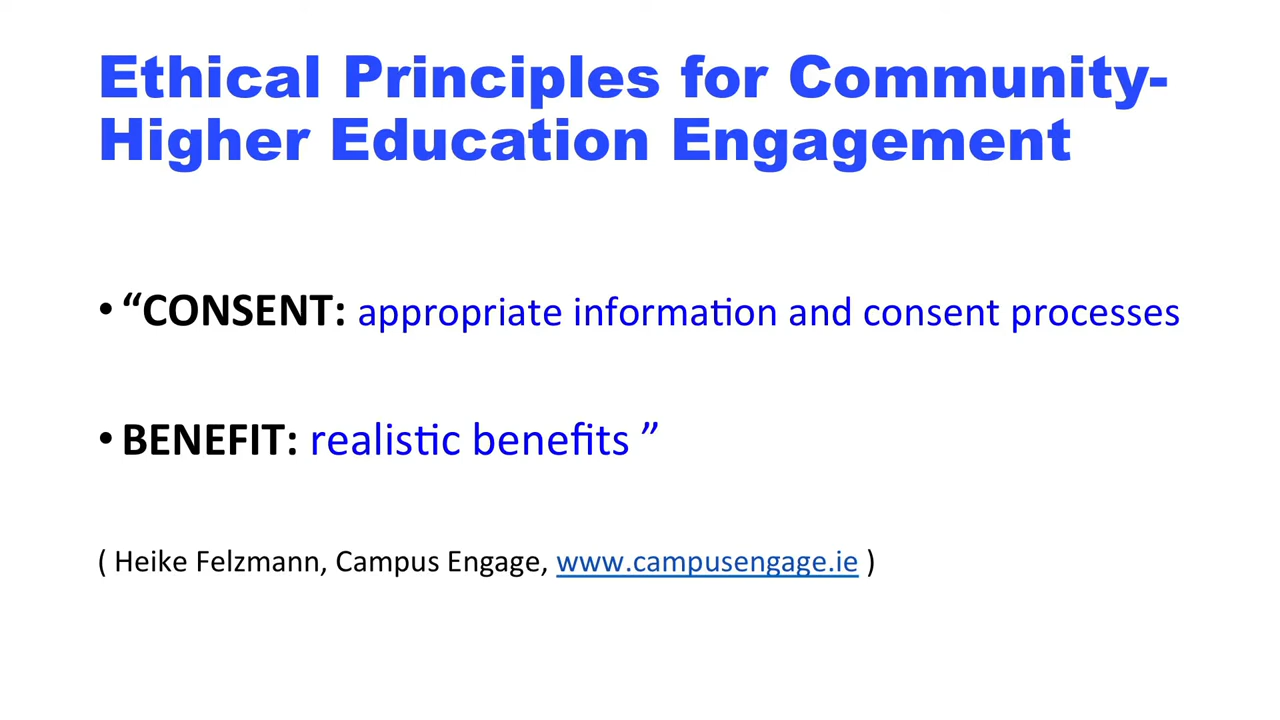 Ethical Principles for Community-
Higher Education Engagement
• “CONSENT: appropriate information and consent processes
• BENEFIT: realistic benefits ”
( Heike Felzmann, Campus Engage, www.campusengage.ie )